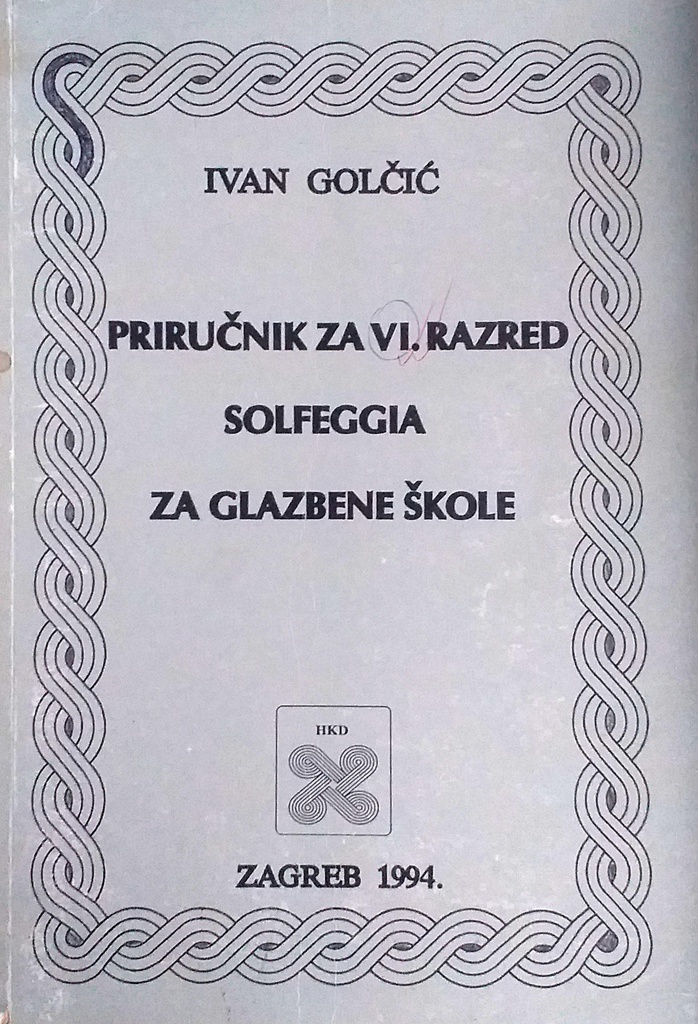 IVAN GOLČIĆ
PRIRUČNIK ZA VI. RAZRED
SOLFEGGIA
ZA GLAZBENE ŠKOLE
HKD
ZAGREB 1994.